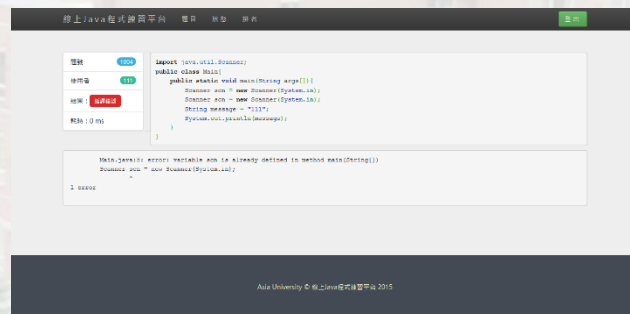 線上Java程式練習平台 題目 狀態 排名 登出
題號 1004
使用者 111
結果：編譯錯誤
耗時：0 ms
import java.util.Scanner;
public class Main{
public static void main(String args[]){
Scanner scn = new Scanner(System.in);
Scanner scn = new Scanner(System.in);
String message = "111";
System.out.println(message);
}
}
Main.java:5: error: variable scn is already defined in method main(String[])
Scanner scn = new Scanner(System.in);
^
1 error
Asia University © 線上Java程式練習平台 2015